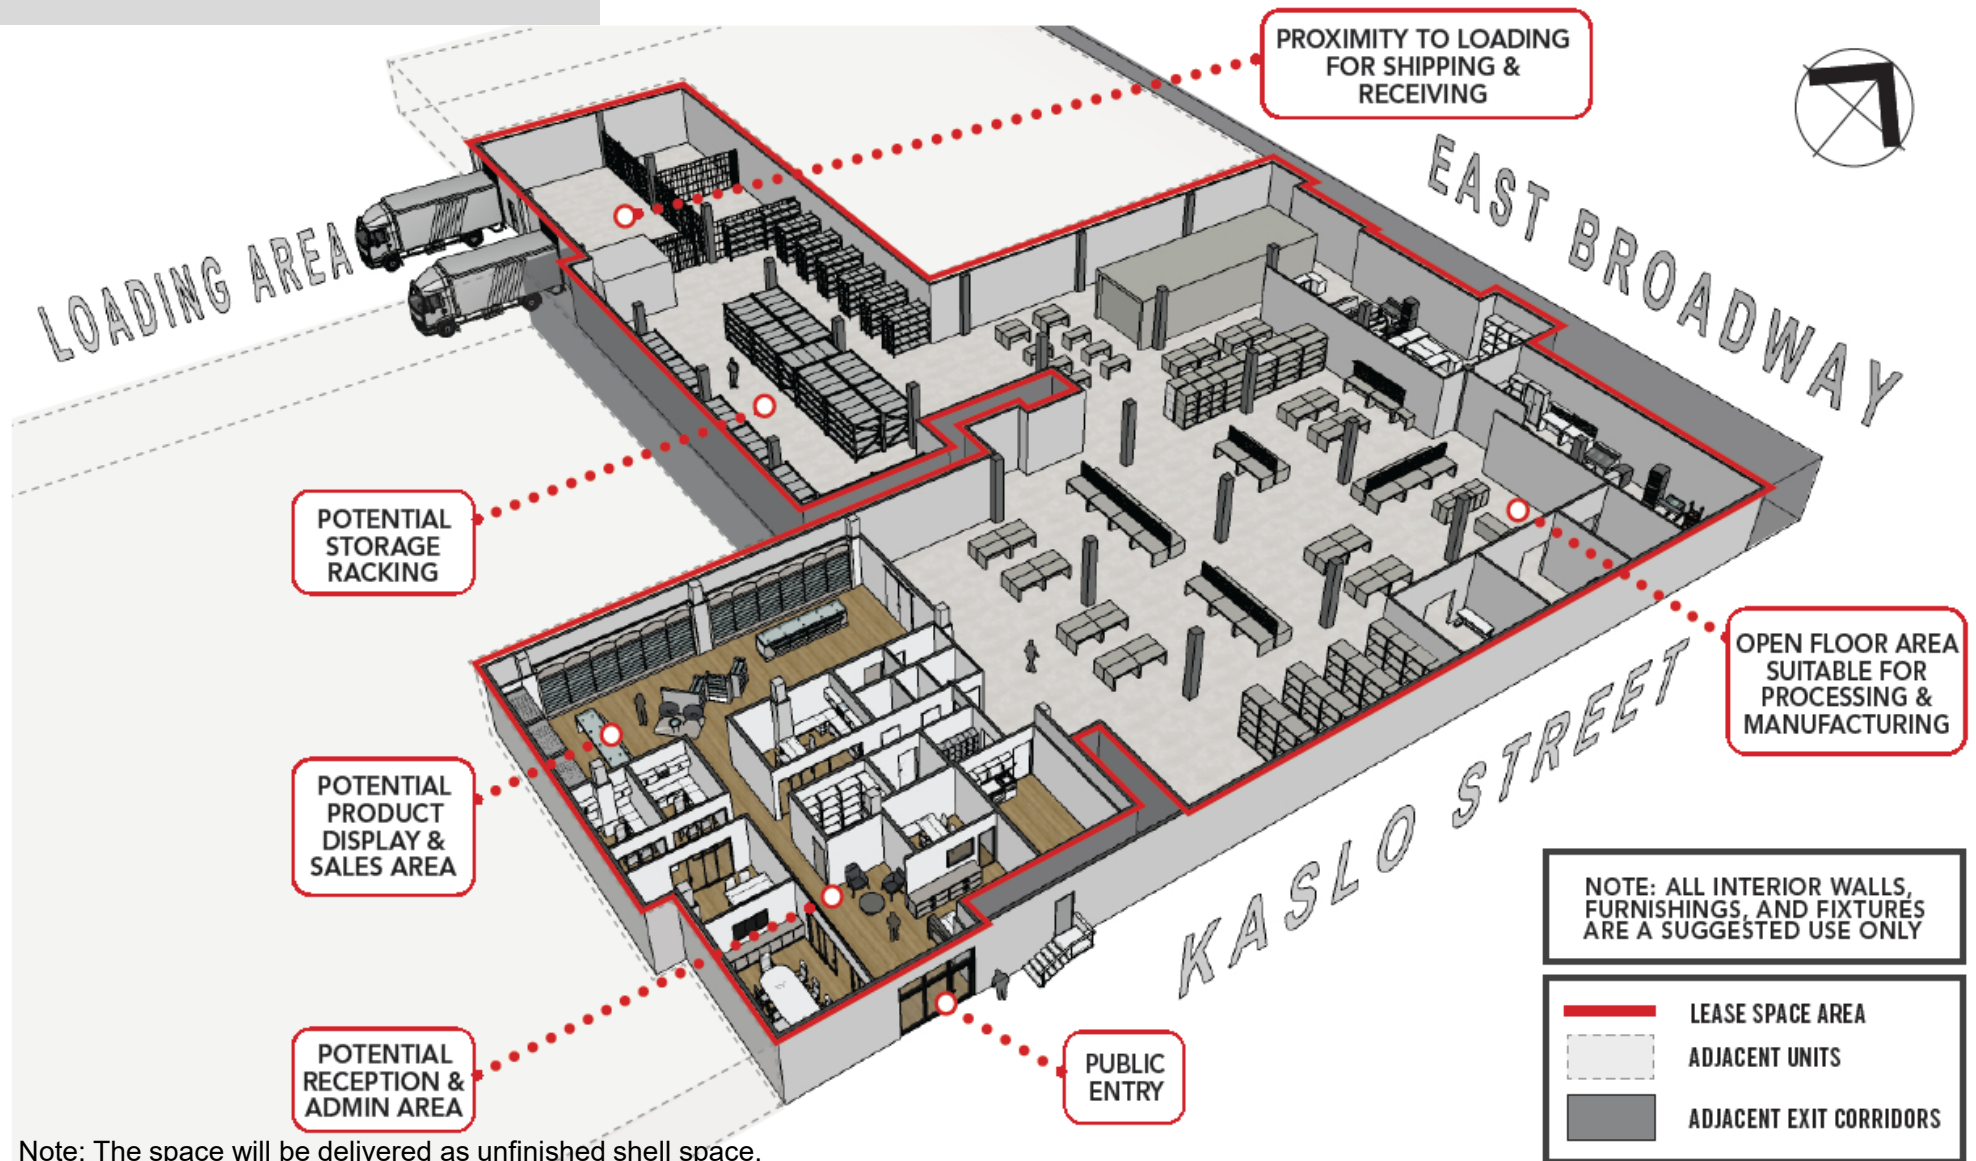 PROXIMITY TO LOADING
FOR SHIPPING &
RECEIVING
EAST BROADWAY
LOADING AREA
POTENTIAL
STORAGE
RACKING
OPEN FLOOR AREA
SUITABLE FOR
PROCESSING &
MANUFACTURING
POTENTIAL
PRODUCT
DISPLAY &
SALES AREA
KASLO STREET
NOTE: ALL INTERIOR WALLS,
FURNISHINGS, AND FIXTURES
ARE A SUGGESTED USE ONLY
LEASE SPACE AREA
ADJACENT UNITS
ADJACENT EXIT CORRIDORS
POTENTIAL
RECEPTION &
ADMIN AREA
PUBLIC
ENTRY
Note: The space will be delivered as unfinished shell space.